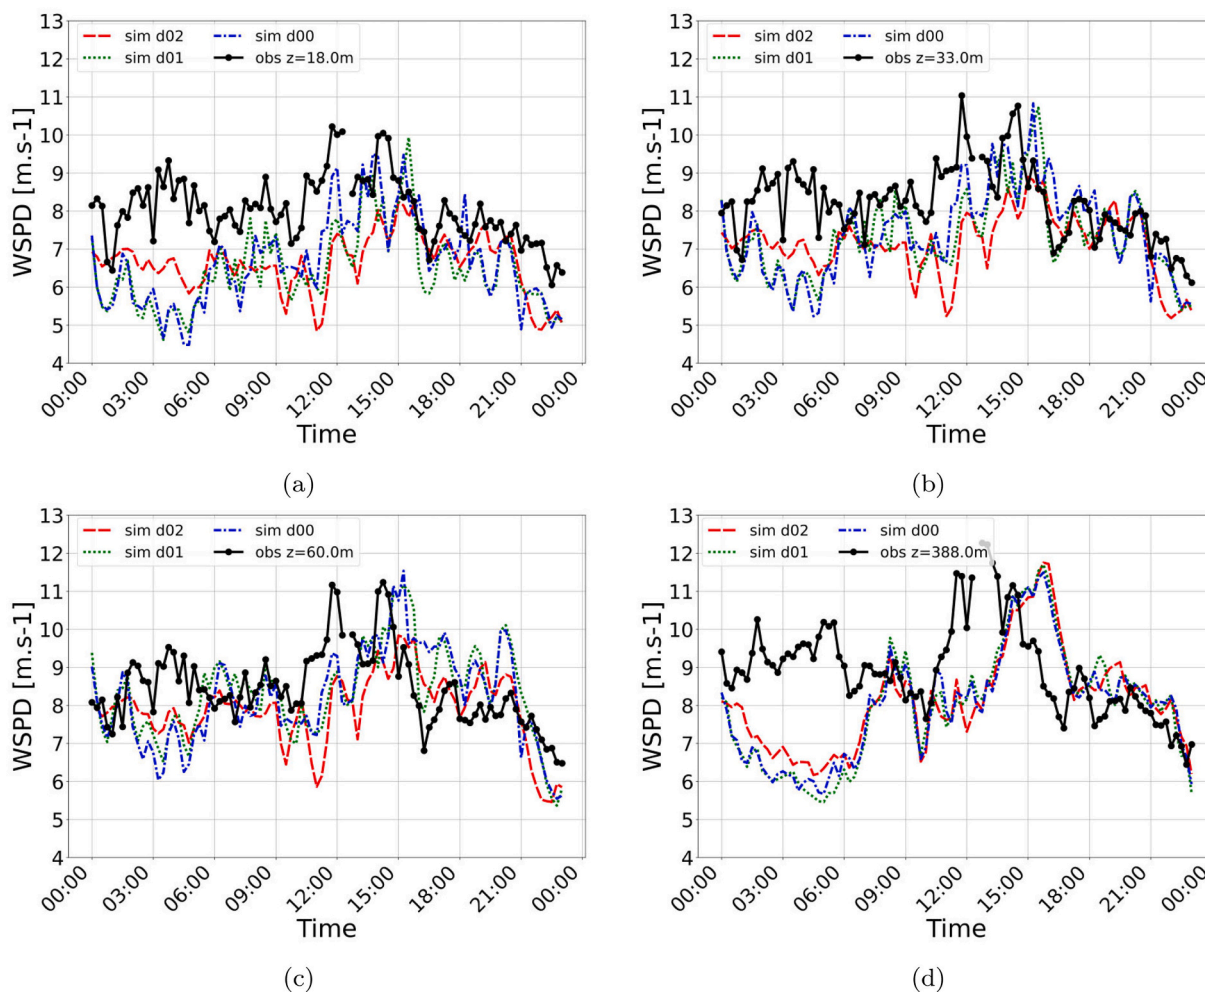 13
12
11
10
9
8
7
6
5
4
WSPD [m.s-1]
sim d02
sim d01
sim d00
obs z=18.0m
00:00 03:00 06:00 09:00 12:00 15:00 18:00 21:00 00:00
Time
(a)
13
12
11
10
9
8
7
6
5
4
WSPD [m.s-1]
sim d02
sim d01
sim d00
obs z=33.0m
00:00 03:00 06:00 09:00 12:00 15:00 18:00 21:00 00:00
Time
(b)
13
12
11
10
9
8
7
6
5
4
WSPD [m.s-1]
sim d02
sim d01
sim d00
obs z=60.0m
00:00 03:00 06:00 09:00 12:00 15:00 18:00 21:00 00:00
Time
(c)
13
12
11
10
9
8
7
6
5
4
WSPD [m.s-1]
sim d02
sim d01
sim d00
obs z=388.0m
00:00 03:00 06:00 09:00 12:00 15:00 18:00 21:00 00:00
Time
(d)